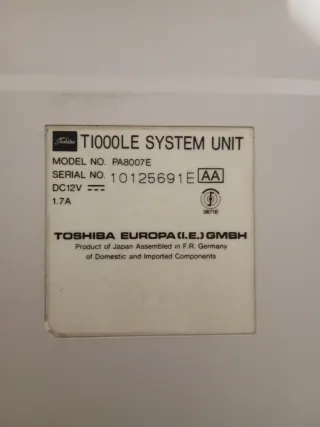 Toshiba T1000LE SYSTEM UNIT
MODEL NO. PA8007E
SERIAL NO. 10125691E AA
DC12V
1.7A
0871B
TOSHIBA EUROPA (I.E.) GMBH
Product of Japan Assembled in F.R. Germany
of Domestic and Imported Components